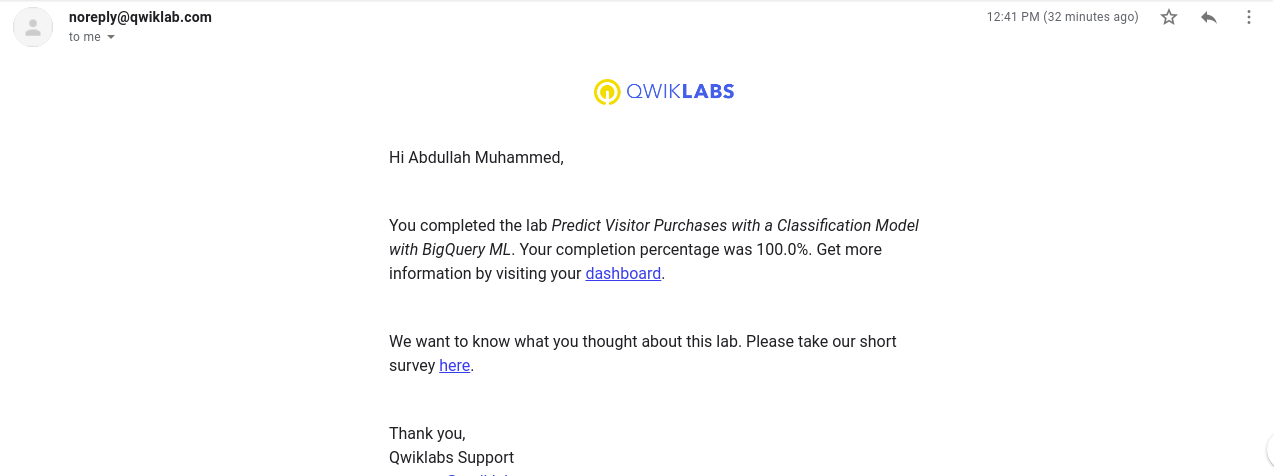 noreply@qwiklab.com
12:41 PM (32 minutes ago)
to me
QWIKLABS
Hi Abdullah Muhammed,
You completed the lab Predict Visitor Purchases with a Classification Model
with BigQuery ML. Your completion percentage was 100.0%. Get more
information by visiting your dashboard.
We want to know what you thought about this lab. Please take our short
survey here.
Thank you,
Qwiklabs Support